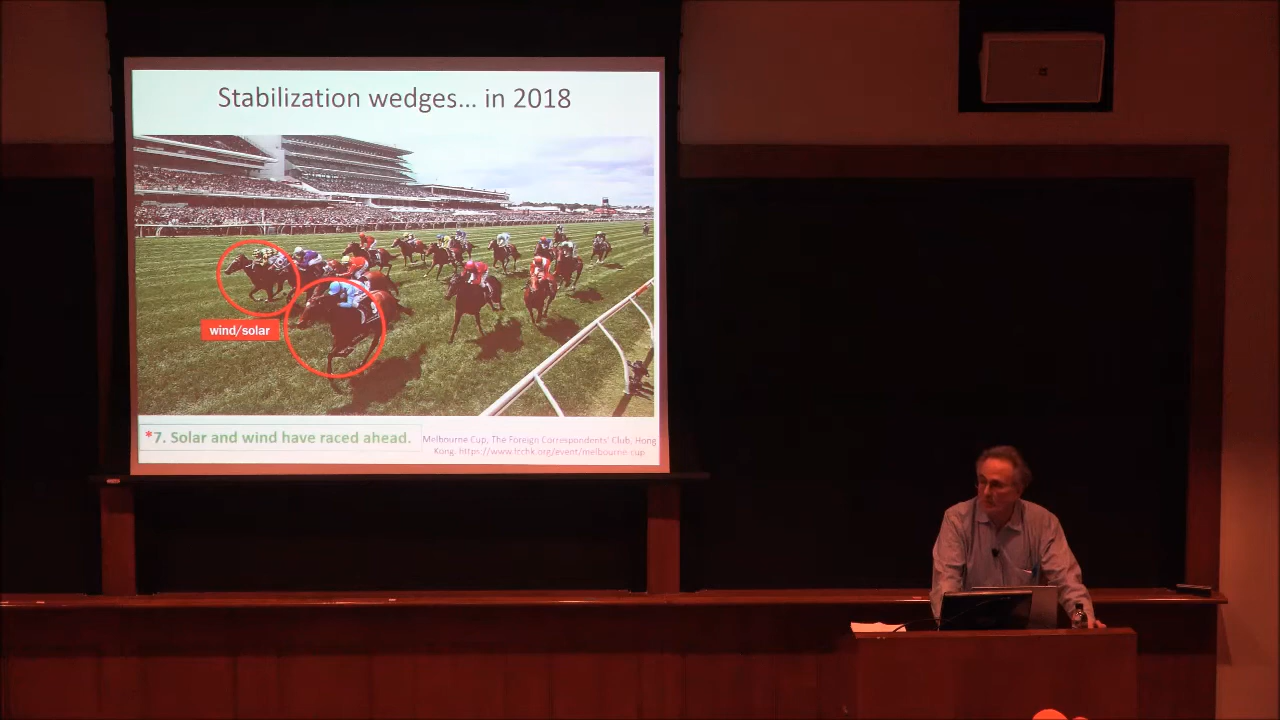 Stabilization wedges... in 2018
wind/solar
*7. Solar and wind have raced ahead.
Melbourne Cup, The Foreign Correspondents' Club, Hong
Kong. https://www.fcchk.org/event/melbourne cup